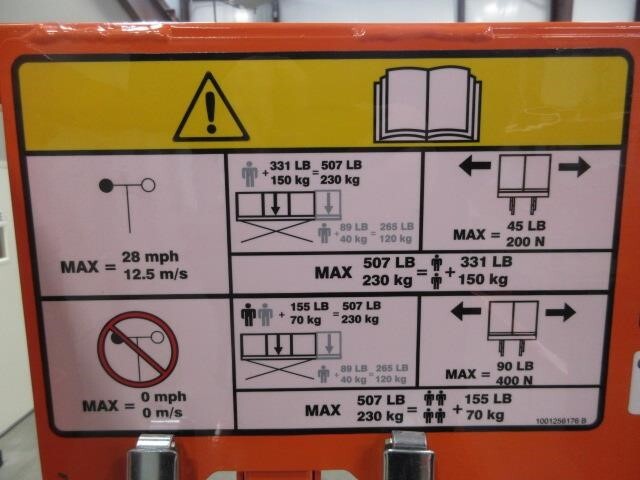 + 331 LB = 507 LB
150 kg 230 kg
+ 89 LB = 265 LB
40 kg 120 kg
MAX = 28 mph
12.5 m/s
MAX = 45 LB
200 N
MAX 507 LB = + 331 LB
230 kg 150 kg
+ 155 LB = 507 LB
70 kg 230 kg
+ 89 LB = 265 LB
40 kg 120 kg
MAX = 0 mph
0 m/s
MAX = 90 LB
400 N
MAX 507 LB = + 155 LB
230 kg 70 kg
1001256176 B